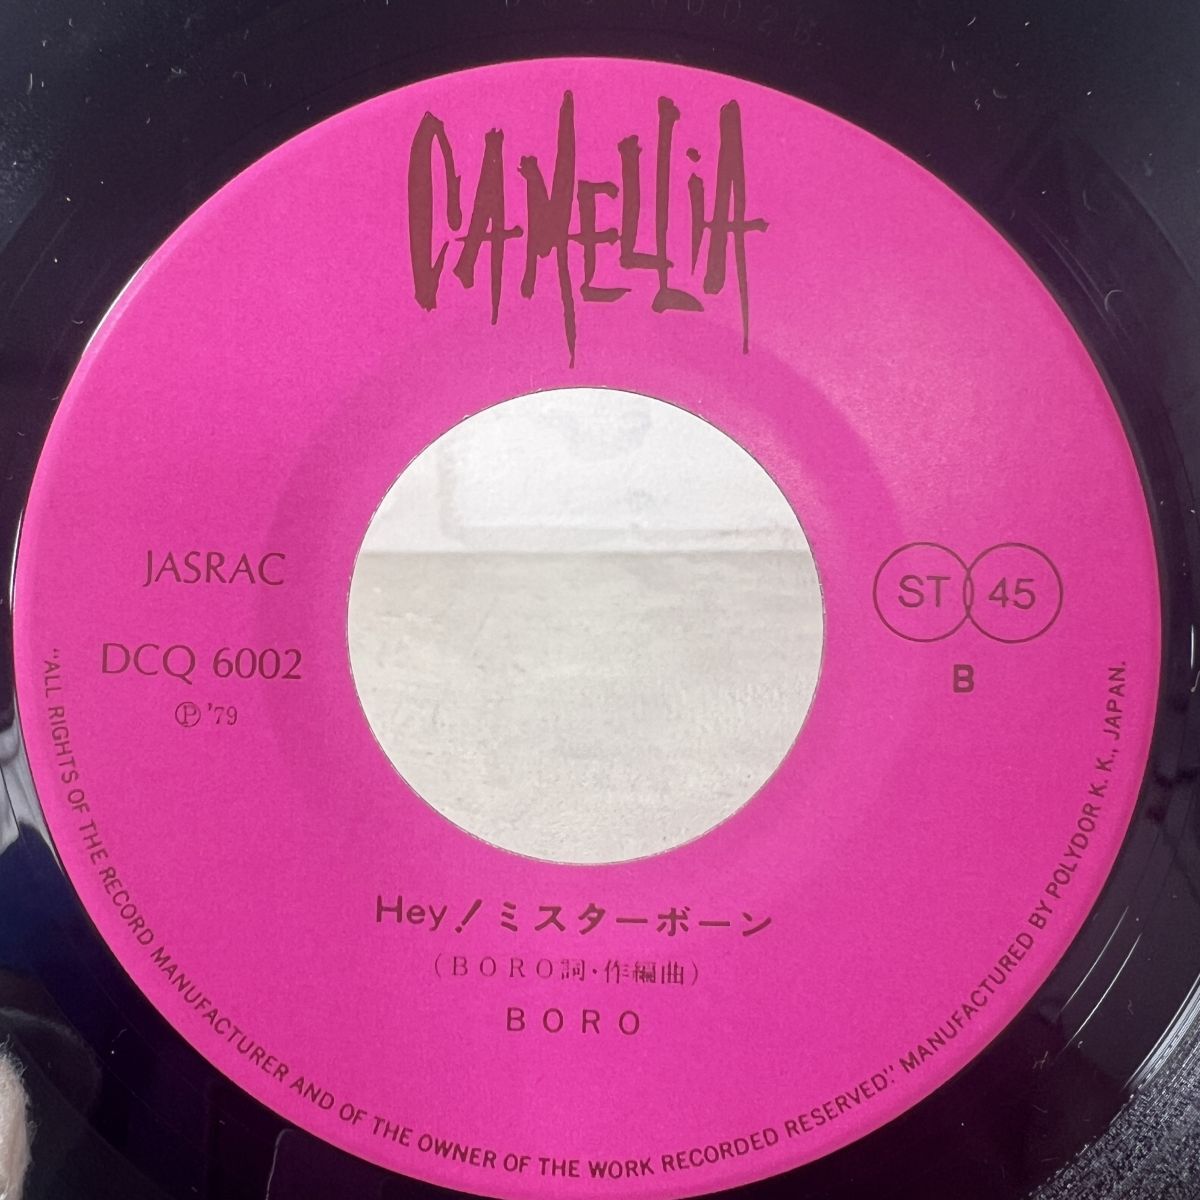 CAMELLiA
JASRAC
DCQ 6002
Ⓟ '79
ST 45
B
Hey! ミスターボーン
(BORO詞・作編曲)
BORO
"ALL RIGHTS OF THE RECORD MANUFACTURER AND OF THE OWNER OF THE WORK RECORDED RESERVED." MANUFACTURED BY POLYDOR K. K., JAPAN.